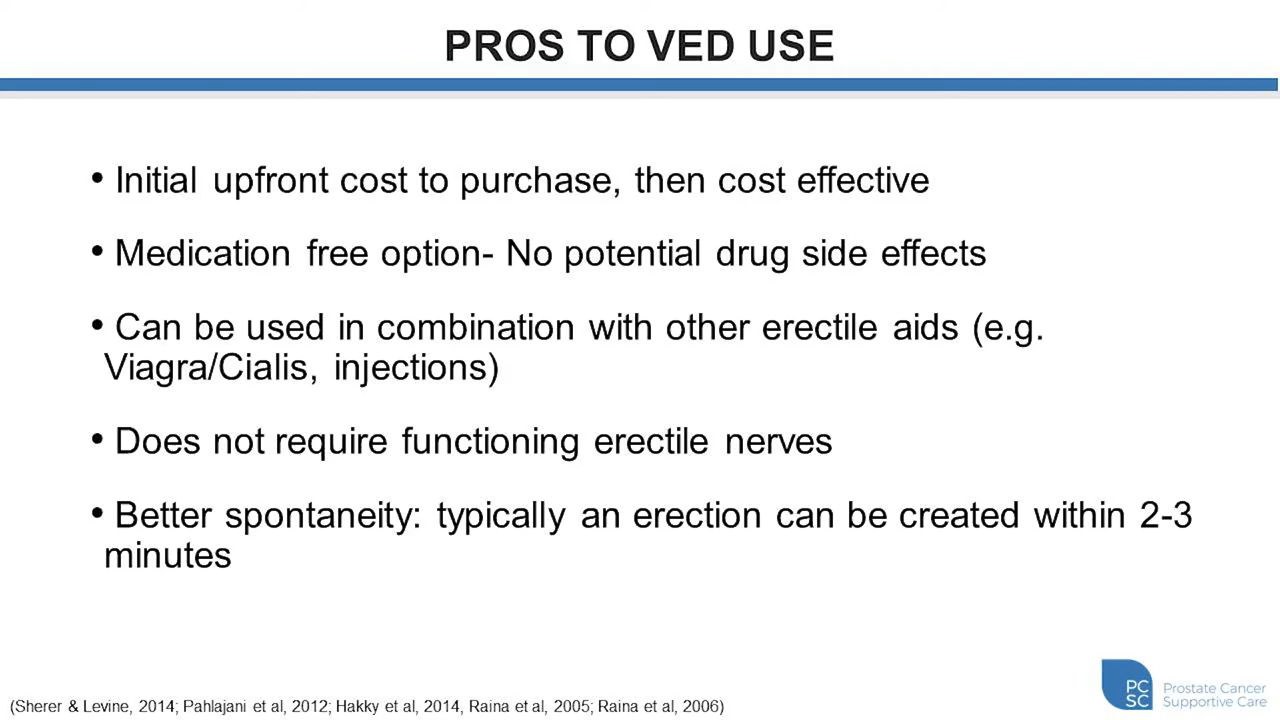 PROS TO VED USE
• Initial upfront cost to purchase, then cost effective
• Medication free option- No potential drug side effects
• Can be used in combination with other erectile aids (e.g.
Viagra/Cialis, injections)
• Does not require functioning erectile nerves
• Better spontaneity: typically an erection can be created within 2-3
minutes
(Sherer & Levine, 2014; Pahlajani et al, 2012; Hakky et al, 2014, Raina et al, 2005; Raina et al, 2006)
PC
SC
Prostate Cancer
Supportive Care